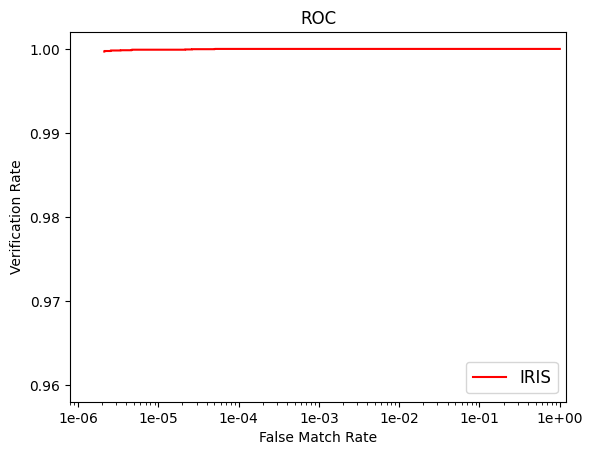 ROC
Verification Rate
1.00
0.99
0.98
0.97
0.96
IRIS
1e-06 1e-05 1e-04 1e-03 1e-02 1e-01 1e+00
False Match Rate